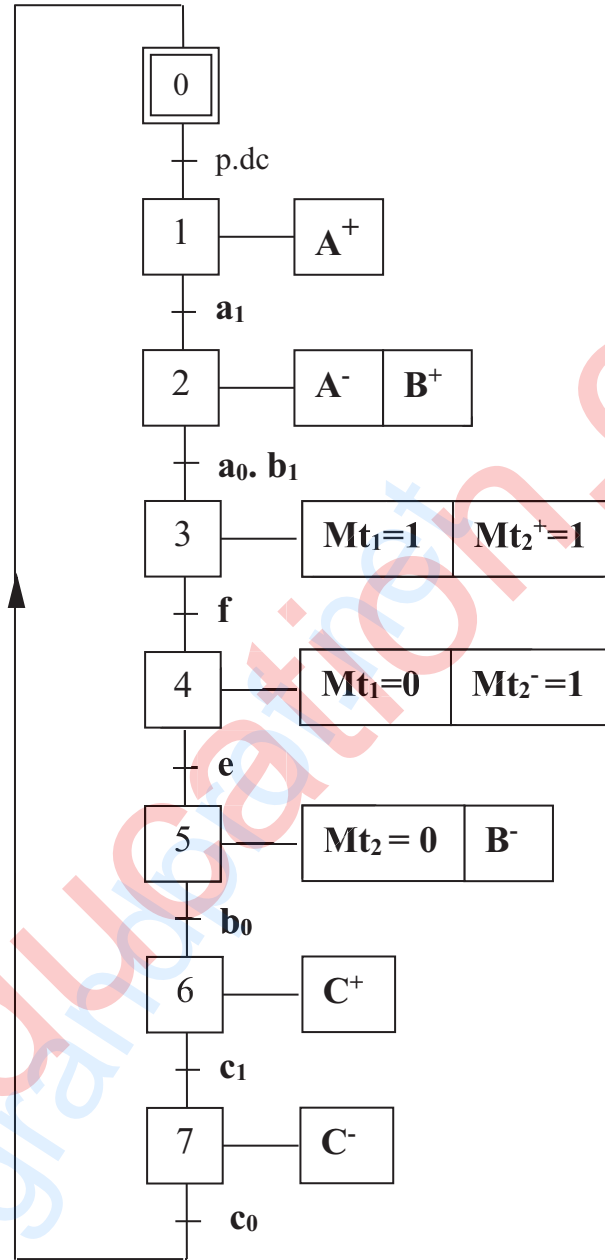 0
p.dc
1 A⁺
a₁
2 A⁻ B⁺
a₀. b₁
3 Mt₁=1 Mt₂⁺=1
f
4 Mt₁=0 Mt₂⁻=1
e
5 Mt₂ = 0 B⁻
b₀
6 C⁺
c₁
7 C⁻
c₀